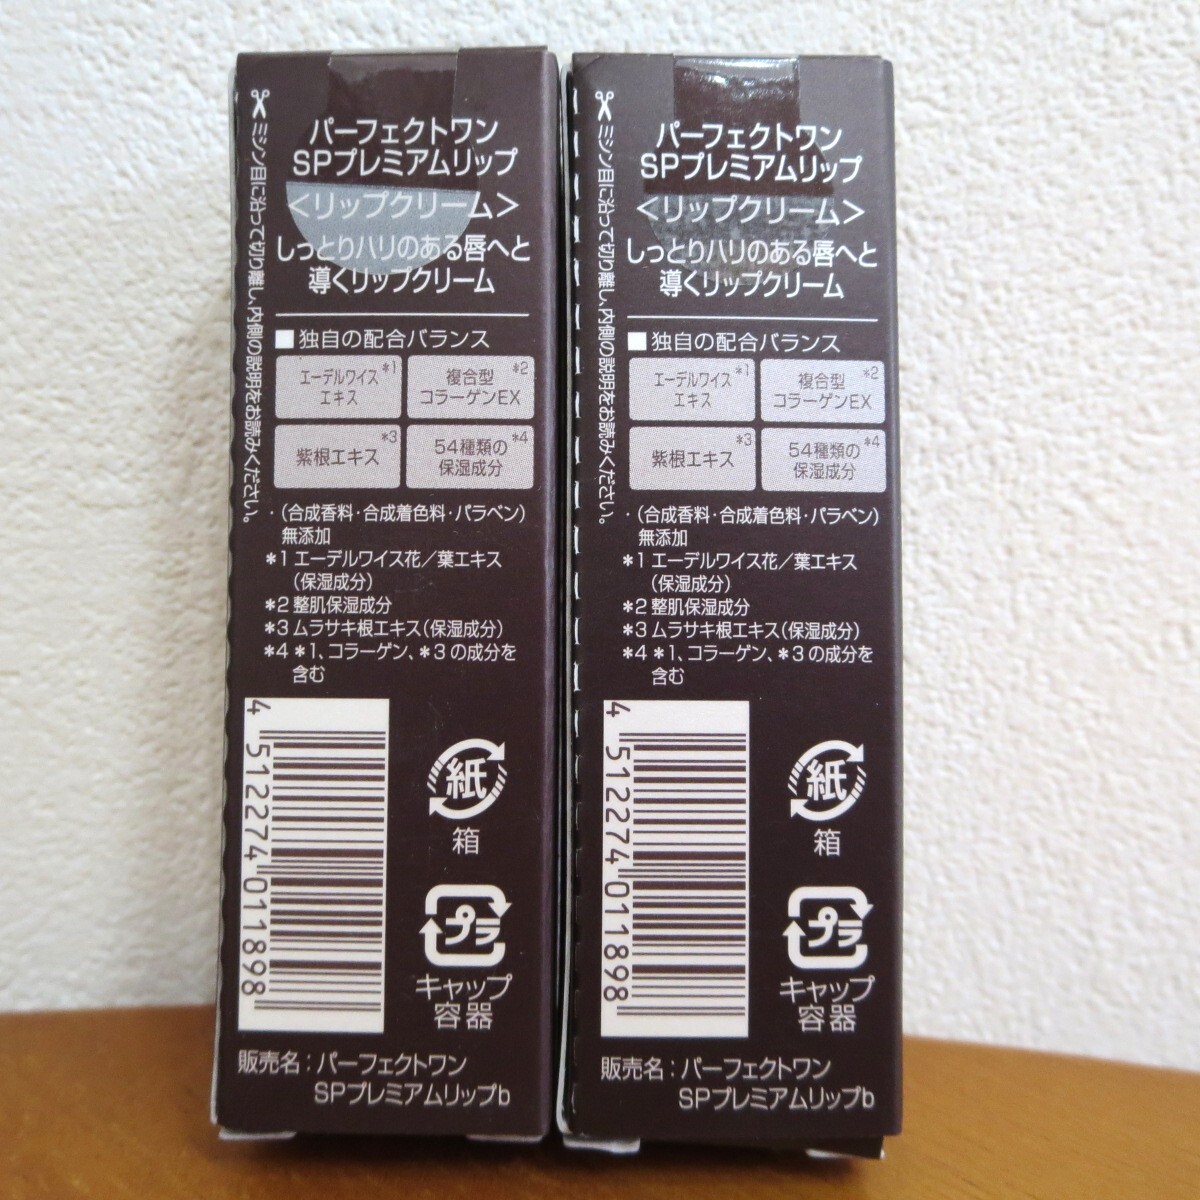 ミシン目に沿って切り離し、内側の説明をお読みください。
パーフェクトワン
SPプレミアムリップ
<リップクリーム>
しっとりハリのある唇へと
導くリップクリーム
■独自の配合バランス
エーデルワイス*1
エキス
複合型*2
コラーゲンEX
紫根エキス*3
54種類の*4
保湿成分
・(合成香料・合成着色料・パラベン)
無添加
*1 エーデルワイス花/葉エキス
(保湿成分)
*2 整肌保湿成分
*3 ムラサキ根エキス(保湿成分)
*4 *1、コラーゲン、*3の成分を
含む
4512274011898
紙
箱
プラ
キャップ
容器
販売名:パーフェクトワン
SPプレミアムリップb
ミシン目に沿って切り離し、内側の説明をお読みください。
パーフェクトワン
SPプレミアムリップ
<リップクリーム>
しっとりハリのある唇へと
導くリップクリーム
■独自の配合バランス
エーデルワイス*1
エキス
複合型*2
コラーゲンEX
紫根エキス*3
54種類の*4
保湿成分
・(合成香料・合成着色料・パラベン)
無添加
*1 エーデルワイス花/葉エキス
(保湿成分)
*2 整肌保湿成分
*3 ムラサキ根エキス(保湿成分)
*4 *1、コラーゲン、*3の成分を
含む
4512274011898
紙
箱
プラ
キャップ
容器
販売名:パーフェクトワン
SPプレミアムリップb